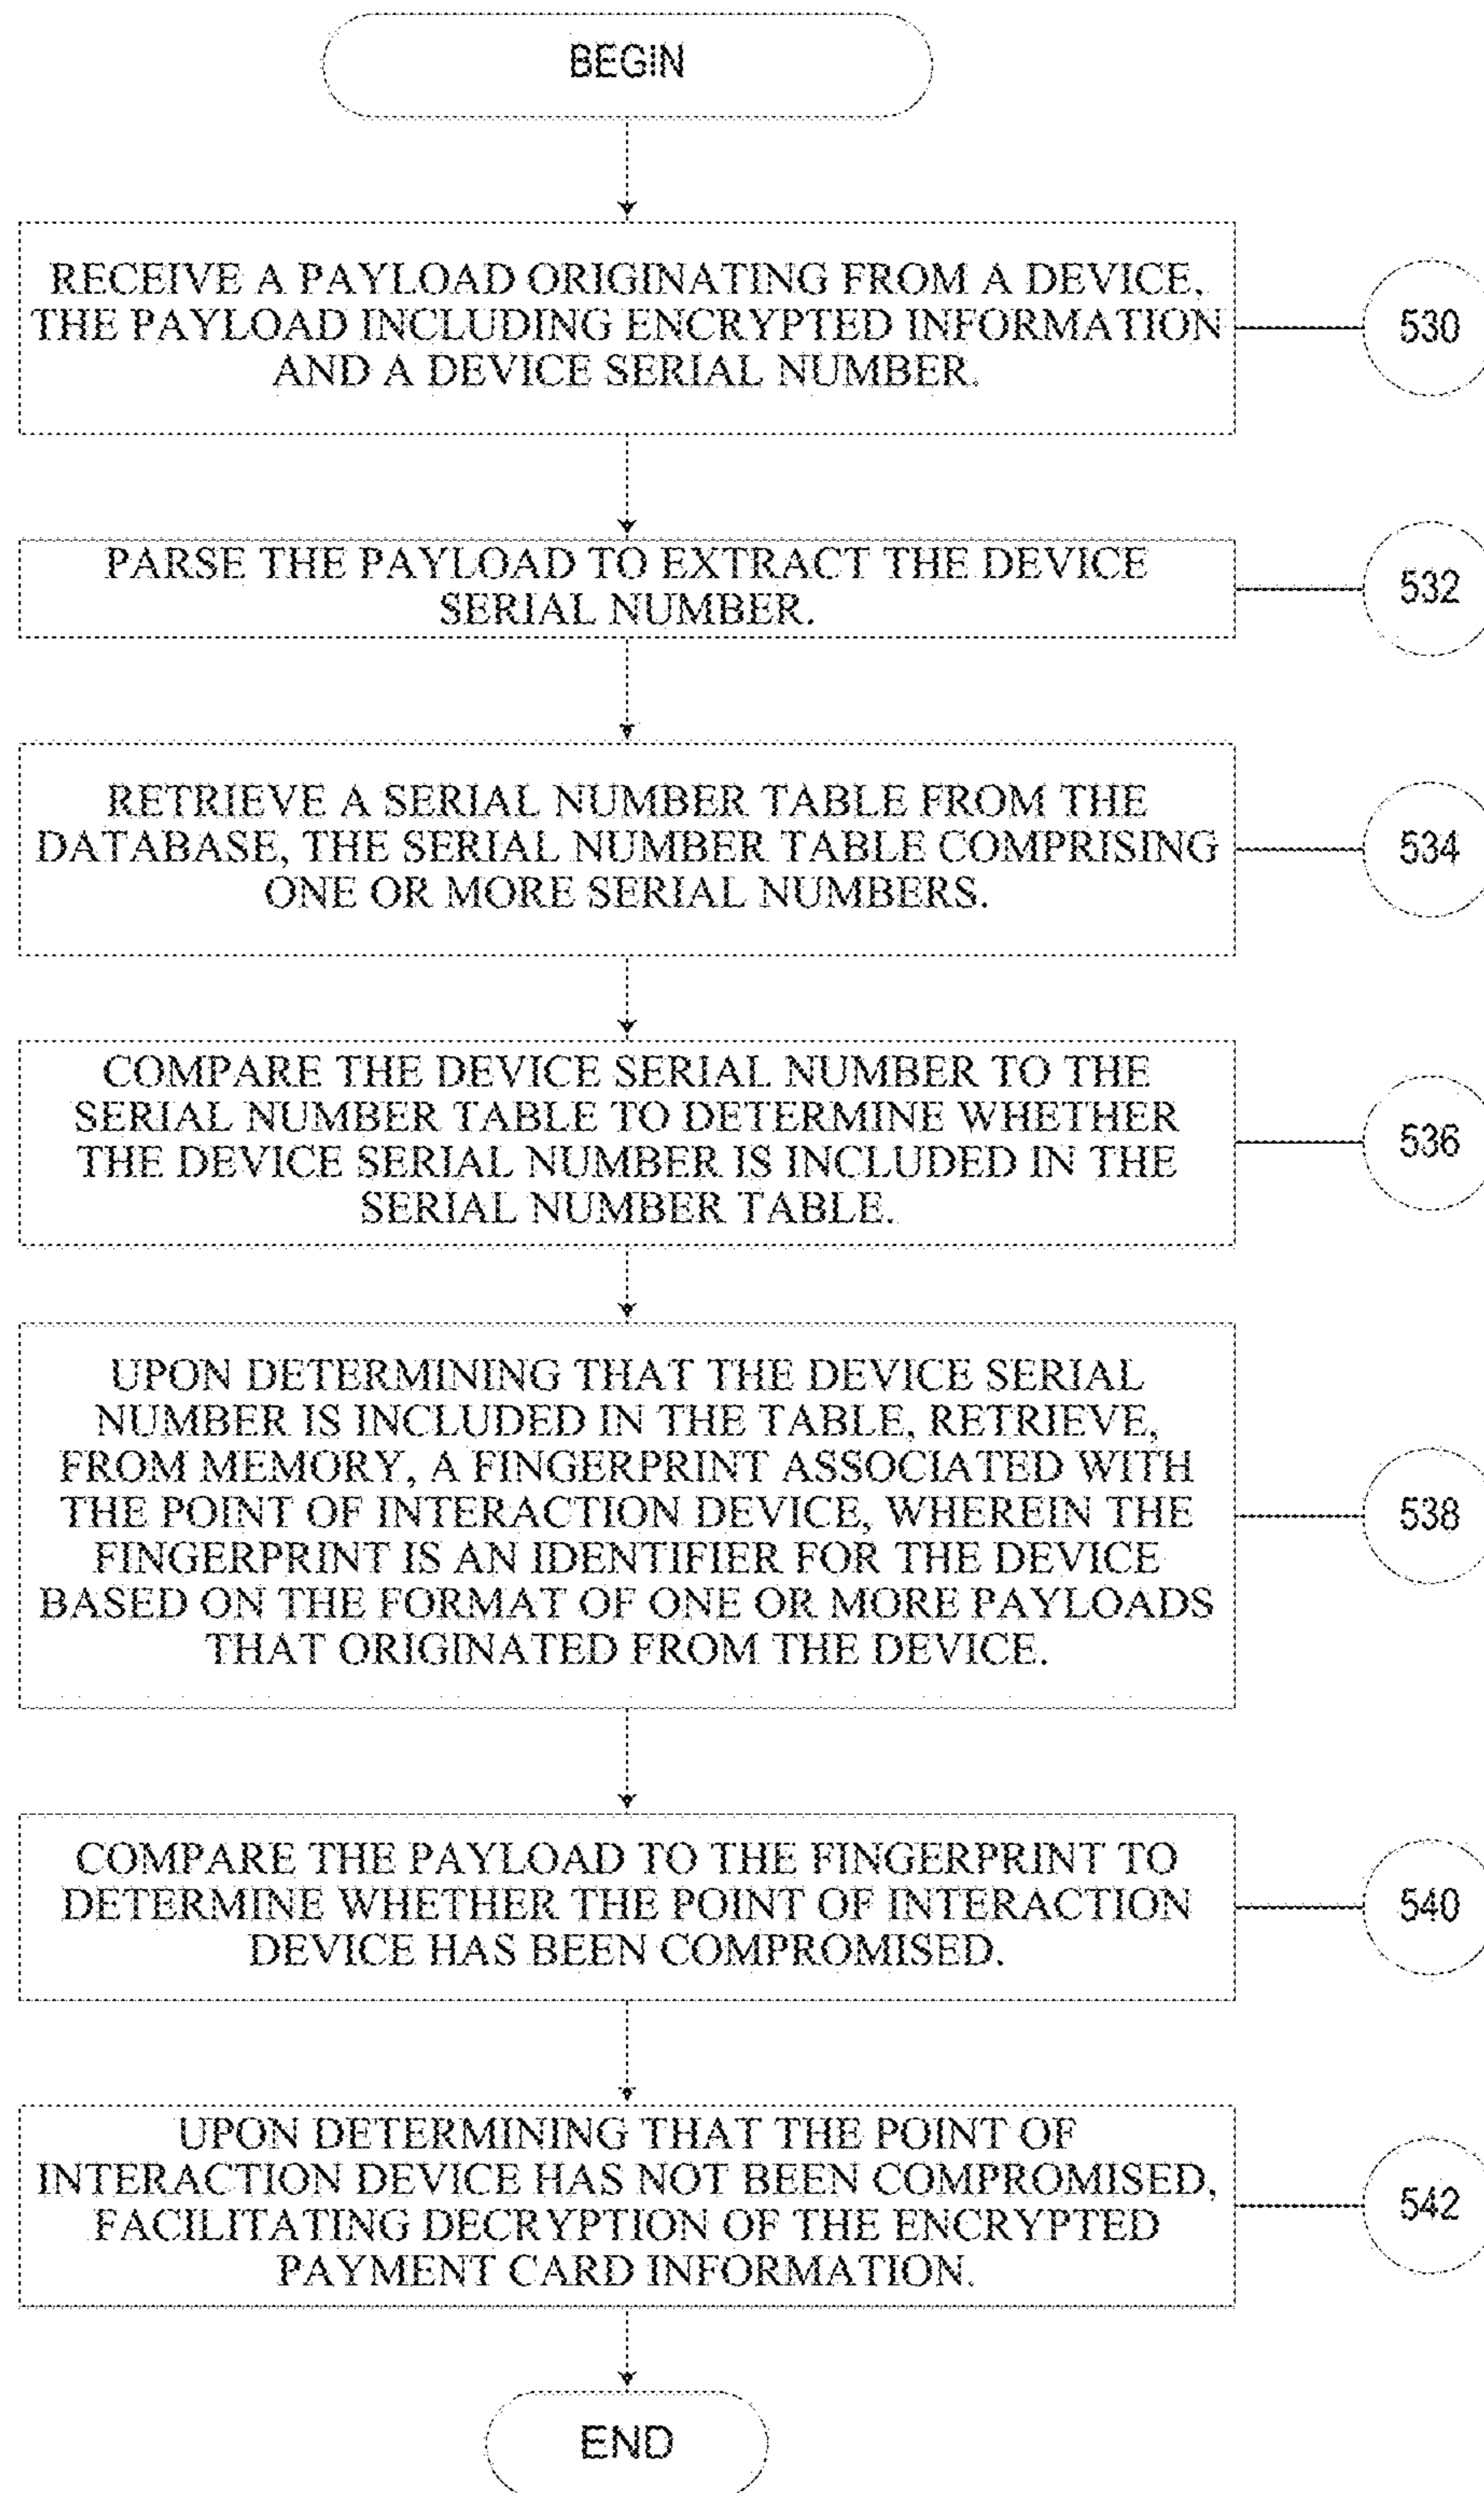 BEGIN
RECEIVE A PAYLOAD ORIGINATING FROM A DEVICE,
THE PAYLOAD INCLUDING ENCRYPTED INFORMATION
AND A DEVICE SERIAL NUMBER.
530
PARSE THE PAYLOAD TO EXTRACT THE DEVICE
SERIAL NUMBER.
532
RETRIEVE A SERIAL NUMBER TABLE FROM THE
DATABASE, THE SERIAL NUMBER TABLE COMPRISING
ONE OR MORE SERIAL NUMBERS.
534
COMPARE THE DEVICE SERIAL NUMBER TO THE
SERIAL NUMBER TABLE TO DETERMINE WHETHER
THE DEVICE SERIAL NUMBER IS INCLUDED IN THE
SERIAL NUMBER TABLE.
536
UPON DETERMINING THAT THE DEVICE SERIAL
NUMBER IS INCLUDED IN THE TABLE, RETRIEVE,
FROM MEMORY, A FINGERPRINT ASSOCIATED WITH
THE POINT OF INTERACTION DEVICE, WHEREIN THE
FINGERPRINT IS AN IDENTIFIER FOR THE DEVICE
BASED ON THE FORMAT OF ONE OR MORE PAYLOADS
THAT ORIGINATED FROM THE DEVICE.
538
COMPARE THE PAYLOAD TO THE FINGERPRINT TO
DETERMINE WHETHER THE POINT OF INTERACTION
DEVICE HAS BEEN COMPROMISED.
540
UPON DETERMINING THAT THE POINT OF
INTERACTION DEVICE HAS NOT BEEN COMPROMISED,
FACILITATING DECRYPTION OF THE ENCRYPTED
PAYMENT CARD INFORMATION.
542
END